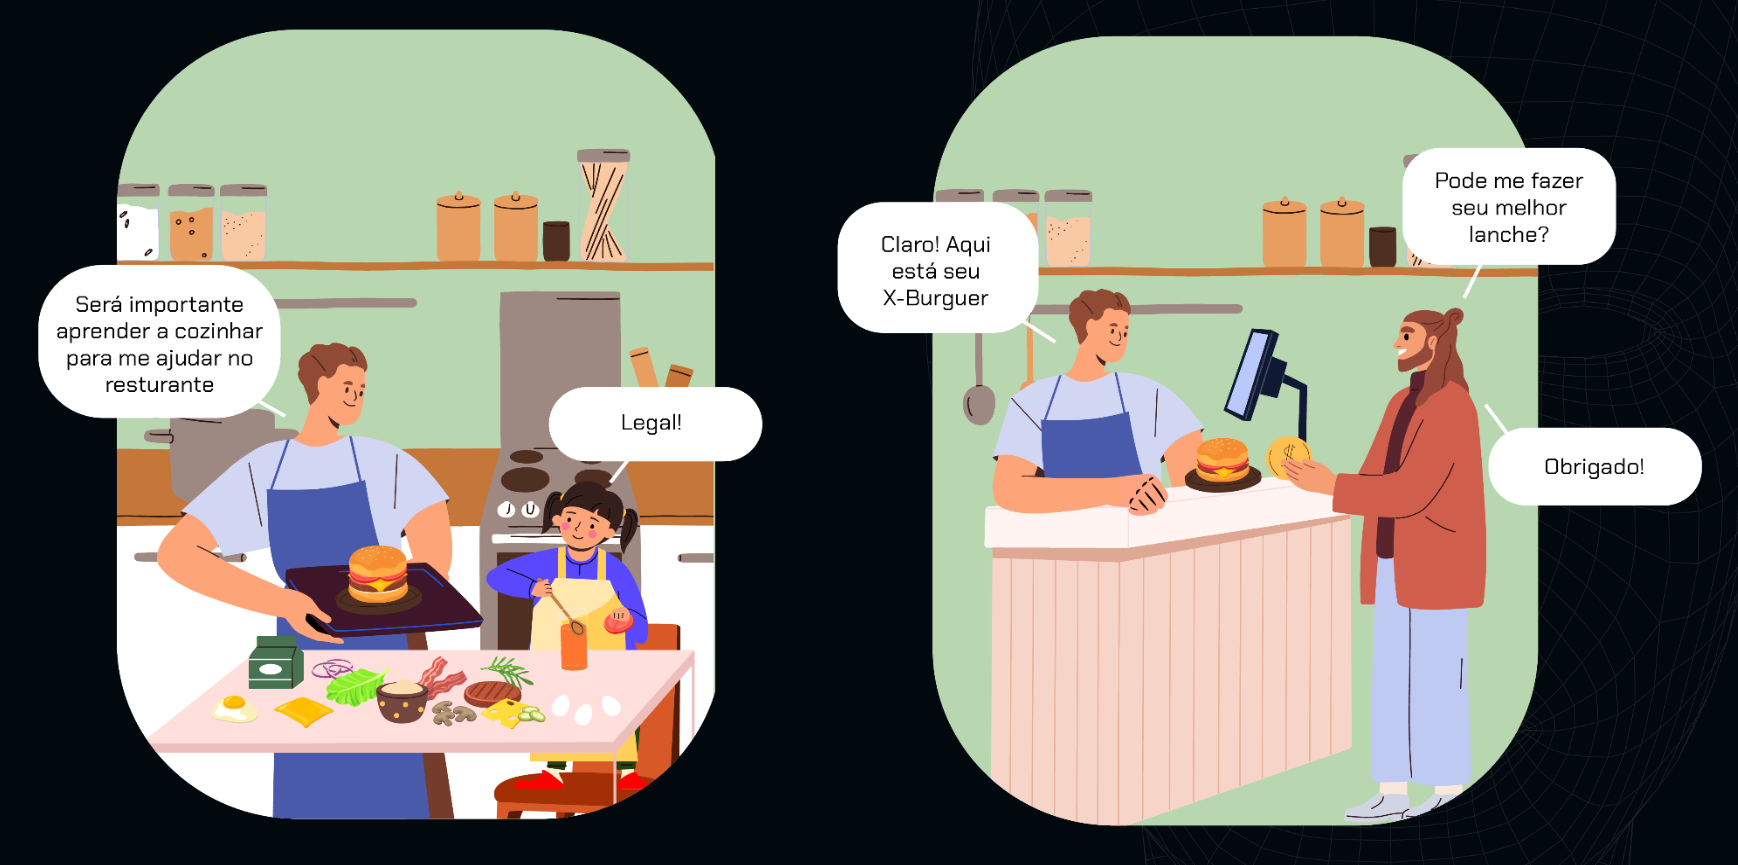 Será importante
aprender a cozinhar
para me ajudar no
resturante
Legal!
Pode me fazer
seu melhor
lanche?
Claro! Aqui
está seu
X-Burguer
Obrigado!